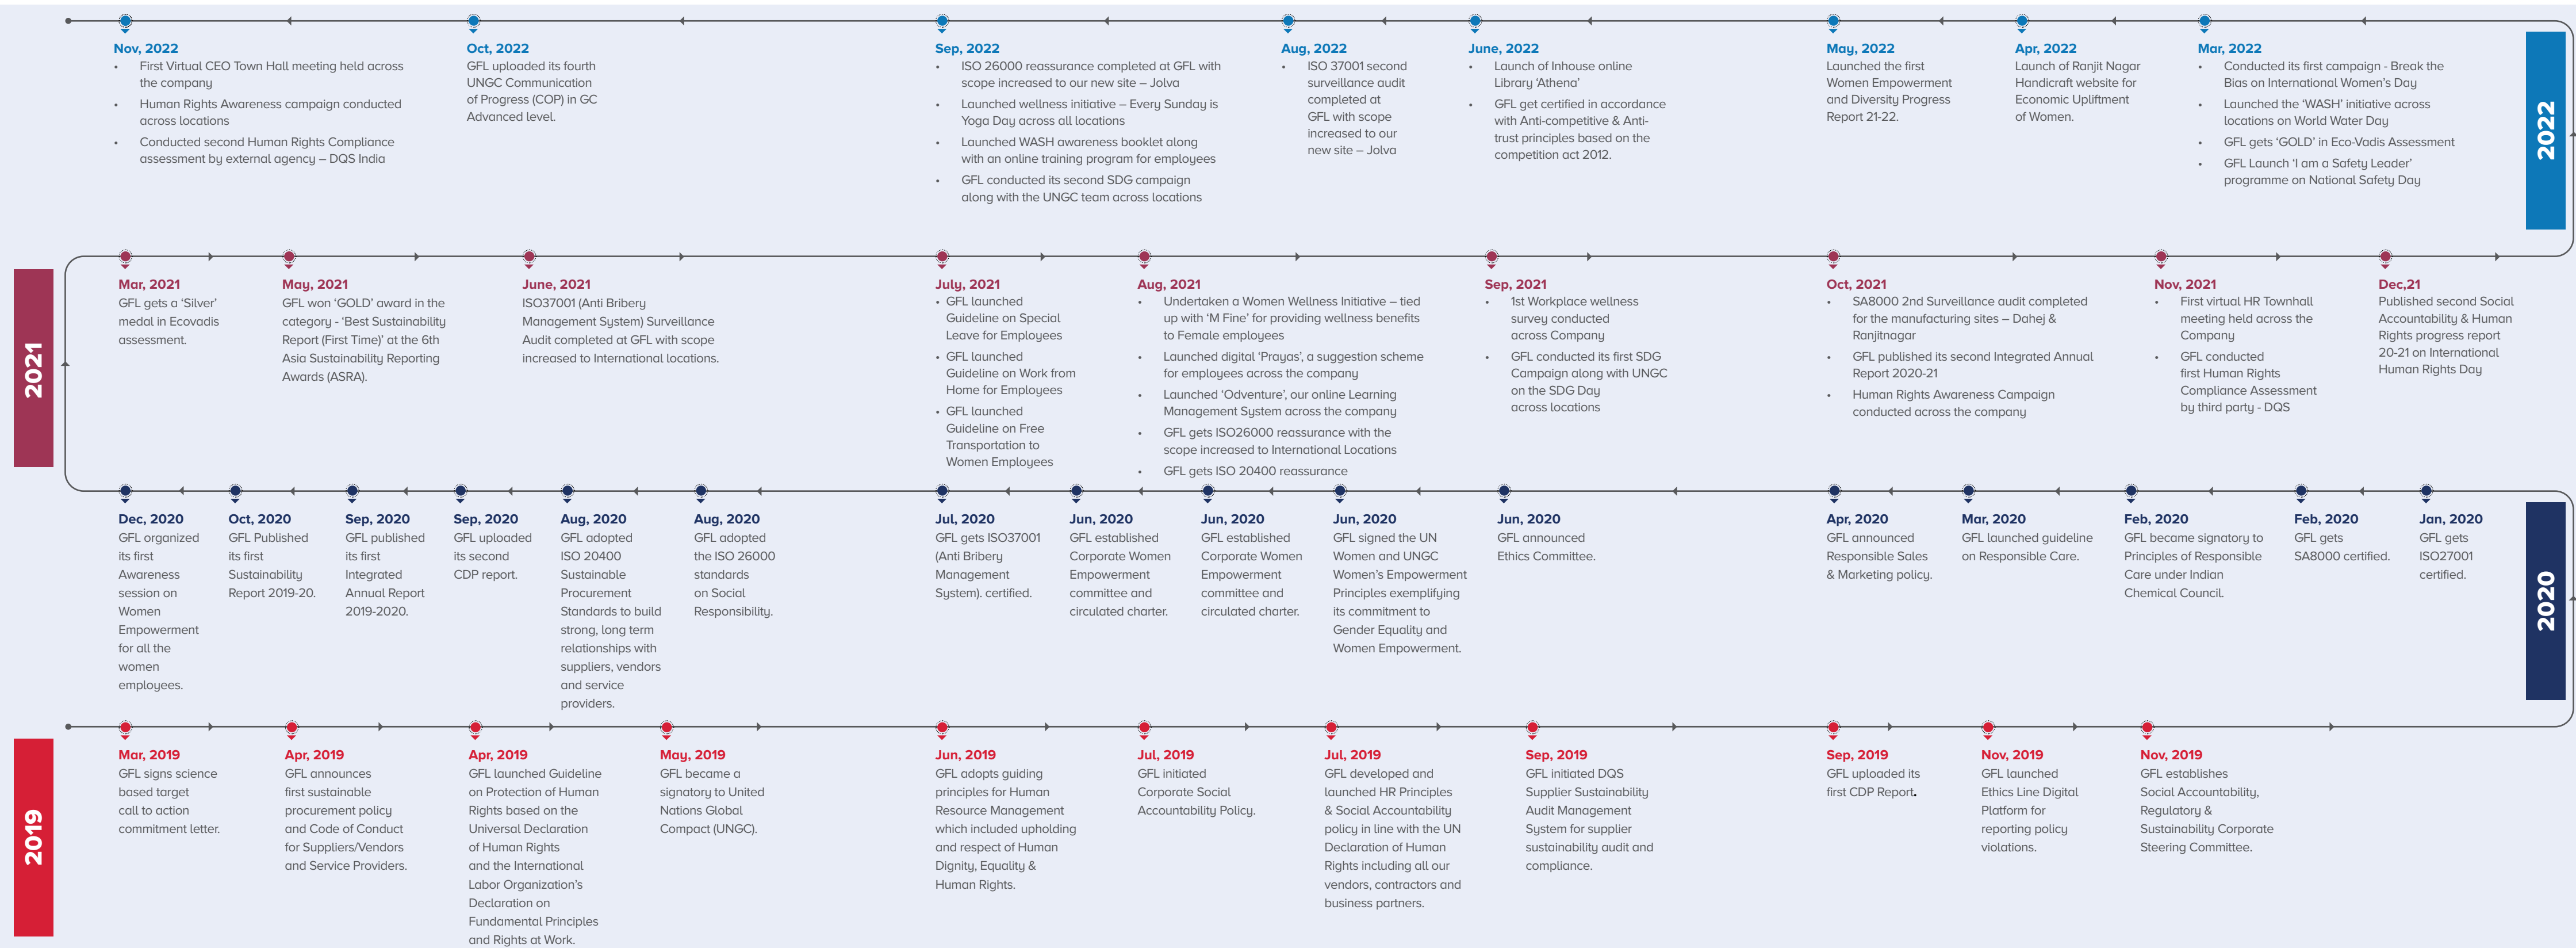 Nov, 2022
• First Virtual CEO Town Hall meeting held across
the company
• Human Rights Awareness campaign conducted
across locations
• Conducted second Human Rights Compliance
assessment by external agency – DQS India
Oct, 2022
GFL uploaded its fourth
UNGC Communication
of Progress (COP) in GC
Advanced level.
Sep, 2022
• ISO 26000 reassurance completed at GFL with
scope increased to our new site – Jolva
• Launched wellness initiative – Every Sunday is
Yoga Day across all locations
• Launched WASH awareness booklet along
with an online training program for employees
• GFL conducted its second SDG campaign
along with the UNGC team across locations
Aug, 2022
• ISO 37001 second
surveillance audit
completed at
GFL with scope
increased to our
new site – Jolva
June, 2022
• Launch of Inhouse online
Library ‘Athena’
• GFL get certified in accordance
with Anti-competitive & Anti-
trust principles based on the
competition act 2012.
May, 2022
Launched the first
Women Empowerment
and Diversity Progress
Report 21-22.
Apr, 2022
Launch of Ranjit Nagar
Handicraft website for
Economic Upliftment
of Women.
Mar, 2022
• Conducted its first campaign - Break the
Bias on International Women’s Day
• Launched the ‘WASH’ initiative across
locations on World Water Day
• GFL gets ‘GOLD’ in Eco-Vadis Assessment
• GFL Launch ‘I am a Safety Leader’
programme on National Safety Day
2022
2021
Mar, 2021
GFL gets a ‘Silver’
medal in Ecovadis
assessment.
May, 2021
GFL won ‘GOLD’ award in the
category - ‘Best Sustainability
Report (First Time)’ at the 6th
Asia Sustainability Reporting
Awards (ASRA).
June, 2021
ISO37001 (Anti Bribery
Management System) Surveillance
Audit completed at GFL with scope
increased to International locations.
July, 2021
• GFL launched
Guideline on Special
Leave for Employees
• GFL launched
Guideline on Work from
Home for Employees
• GFL launched
Guideline on Free
Transportation to
Women Employees
Aug, 2021
• Undertaken a Women Wellness Initiative – tied
up with ‘M Fine’ for providing wellness benefits
to Female employees
• Launched digital ‘Prayas’, a suggestion scheme
for employees across the company
• Launched ‘Odventure’, our online Learning
Management System across the company
• GFL gets ISO26000 reassurance with the
scope increased to International Locations
• GFL gets ISO 20400 reassurance
Sep, 2021
• 1st Workplace wellness
survey conducted
across Company
• GFL conducted its first SDG
Campaign along with UNGC
on the SDG Day
across locations
Oct, 2021
• SA8000 2nd Surveillance audit completed
for the manufacturing sites – Dahej &
Ranjitnagar
• GFL published its second Integrated Annual
Report 2020-21
• Human Rights Awareness Campaign
conducted across the company
Nov, 2021
• First virtual HR Townhall
meeting held across the
Company
• GFL conducted
first Human Rights
Compliance Assessment
by third party - DQS
Dec,21
Published second Social
Accountability & Human
Rights progress report
20-21 on International
Human Rights Day
Dec, 2020
GFL organized
its first
Awareness
session on
Women
Empowerment
for all the
women
employees.
Oct, 2020
GFL Published
its first
Sustainability
Report 2019-20.
Sep, 2020
GFL published
its first
Integrated
Annual Report
2019-2020.
Sep, 2020
GFL uploaded
its second
CDP report.
Aug, 2020
GFL adopted
ISO 20400
Sustainable
Procurement
Standards to build
strong, long term
relationships with
suppliers, vendors
and service
providers.
Aug, 2020
GFL adopted
the ISO 26000
standards
on Social
Responsibility.
Jul, 2020
GFL gets ISO37001
(Anti Bribery
Management
System). certified.
Jun, 2020
GFL established
Corporate Women
Empowerment
committee and
circulated charter.
Jun, 2020
GFL established
Corporate Women
Empowerment
committee and
circulated charter.
Jun, 2020
GFL signed the UN
Women and UNGC
Women’s Empowerment
Principles exemplifying
its commitment to
Gender Equality and
Women Empowerment.
Jun, 2020
GFL announced
Ethics Committee.
Apr, 2020
GFL announced
Responsible Sales
& Marketing policy.
Mar, 2020
GFL launched guideline
on Responsible Care.
Feb, 2020
GFL became signatory to
Principles of Responsible
Care under Indian
Chemical Council.
Feb, 2020
GFL gets
SA8000 certified.
Jan, 2020
GFL gets
ISO27001
certified.
2020
2019
Mar, 2019
GFL signs science
based target
call to action
commitment letter.
Apr, 2019
GFL announces
first sustainable
procurement policy
and Code of Conduct
for Suppliers/Vendors
and Service Providers.
Apr, 2019
GFL launched Guideline
on Protection of Human
Rights based on the
Universal Declaration
of Human Rights
and the International
Labor Organization’s
Declaration on
Fundamental Principles
and Rights at Work.
May, 2019
GFL became a
signatory to United
Nations Global
Compact (UNGC).
Jun, 2019
GFL adopts guiding
principles for Human
Resource Management
which included upholding
and respect of Human
Dignity, Equality &
Human Rights.
Jul, 2019
GFL initiated
Corporate Social
Accountability Policy.
Jul, 2019
GFL developed and
launched HR Principles
& Social Accountability
policy in line with the UN
Declaration of Human
Rights including all our
vendors, contractors and
business partners.
Sep, 2019
GFL initiated DQS
Supplier Sustainability
Audit Management
System for supplier
sustainability audit and
compliance.
Sep, 2019
GFL uploaded its
first CDP Report.
Nov, 2019
GFL launched
Ethics Line Digital
Platform for
reporting policy
violations.
Nov, 2019
GFL establishes
Social Accountability,
Regulatory &
Sustainability Corporate
Steering Committee.